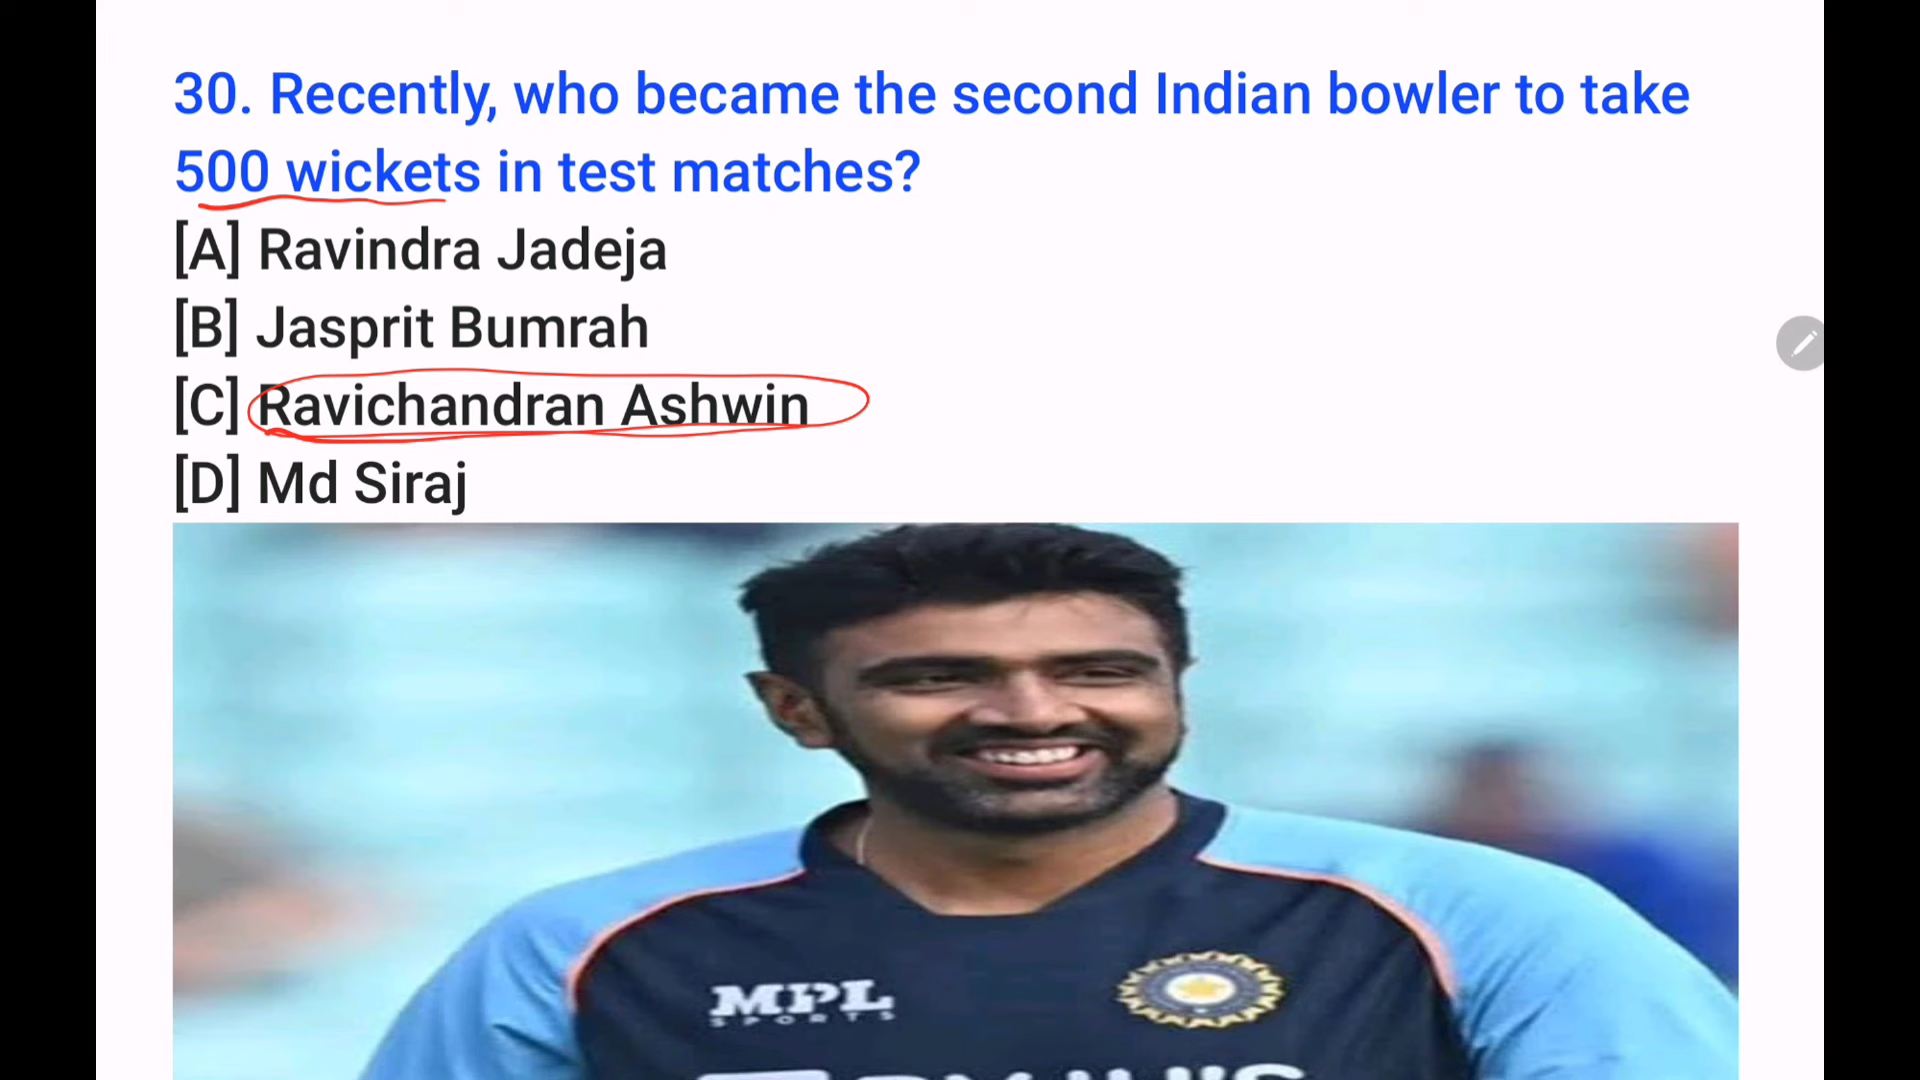 30. Recently, who became the second Indian bowler to take
500 wickets in test matches?
[A] Ravindra Jadeja
[B] Jasprit Bumrah
[C] Ravichandran Ashwin
[D] Md Siraj
MPL
SPORTS